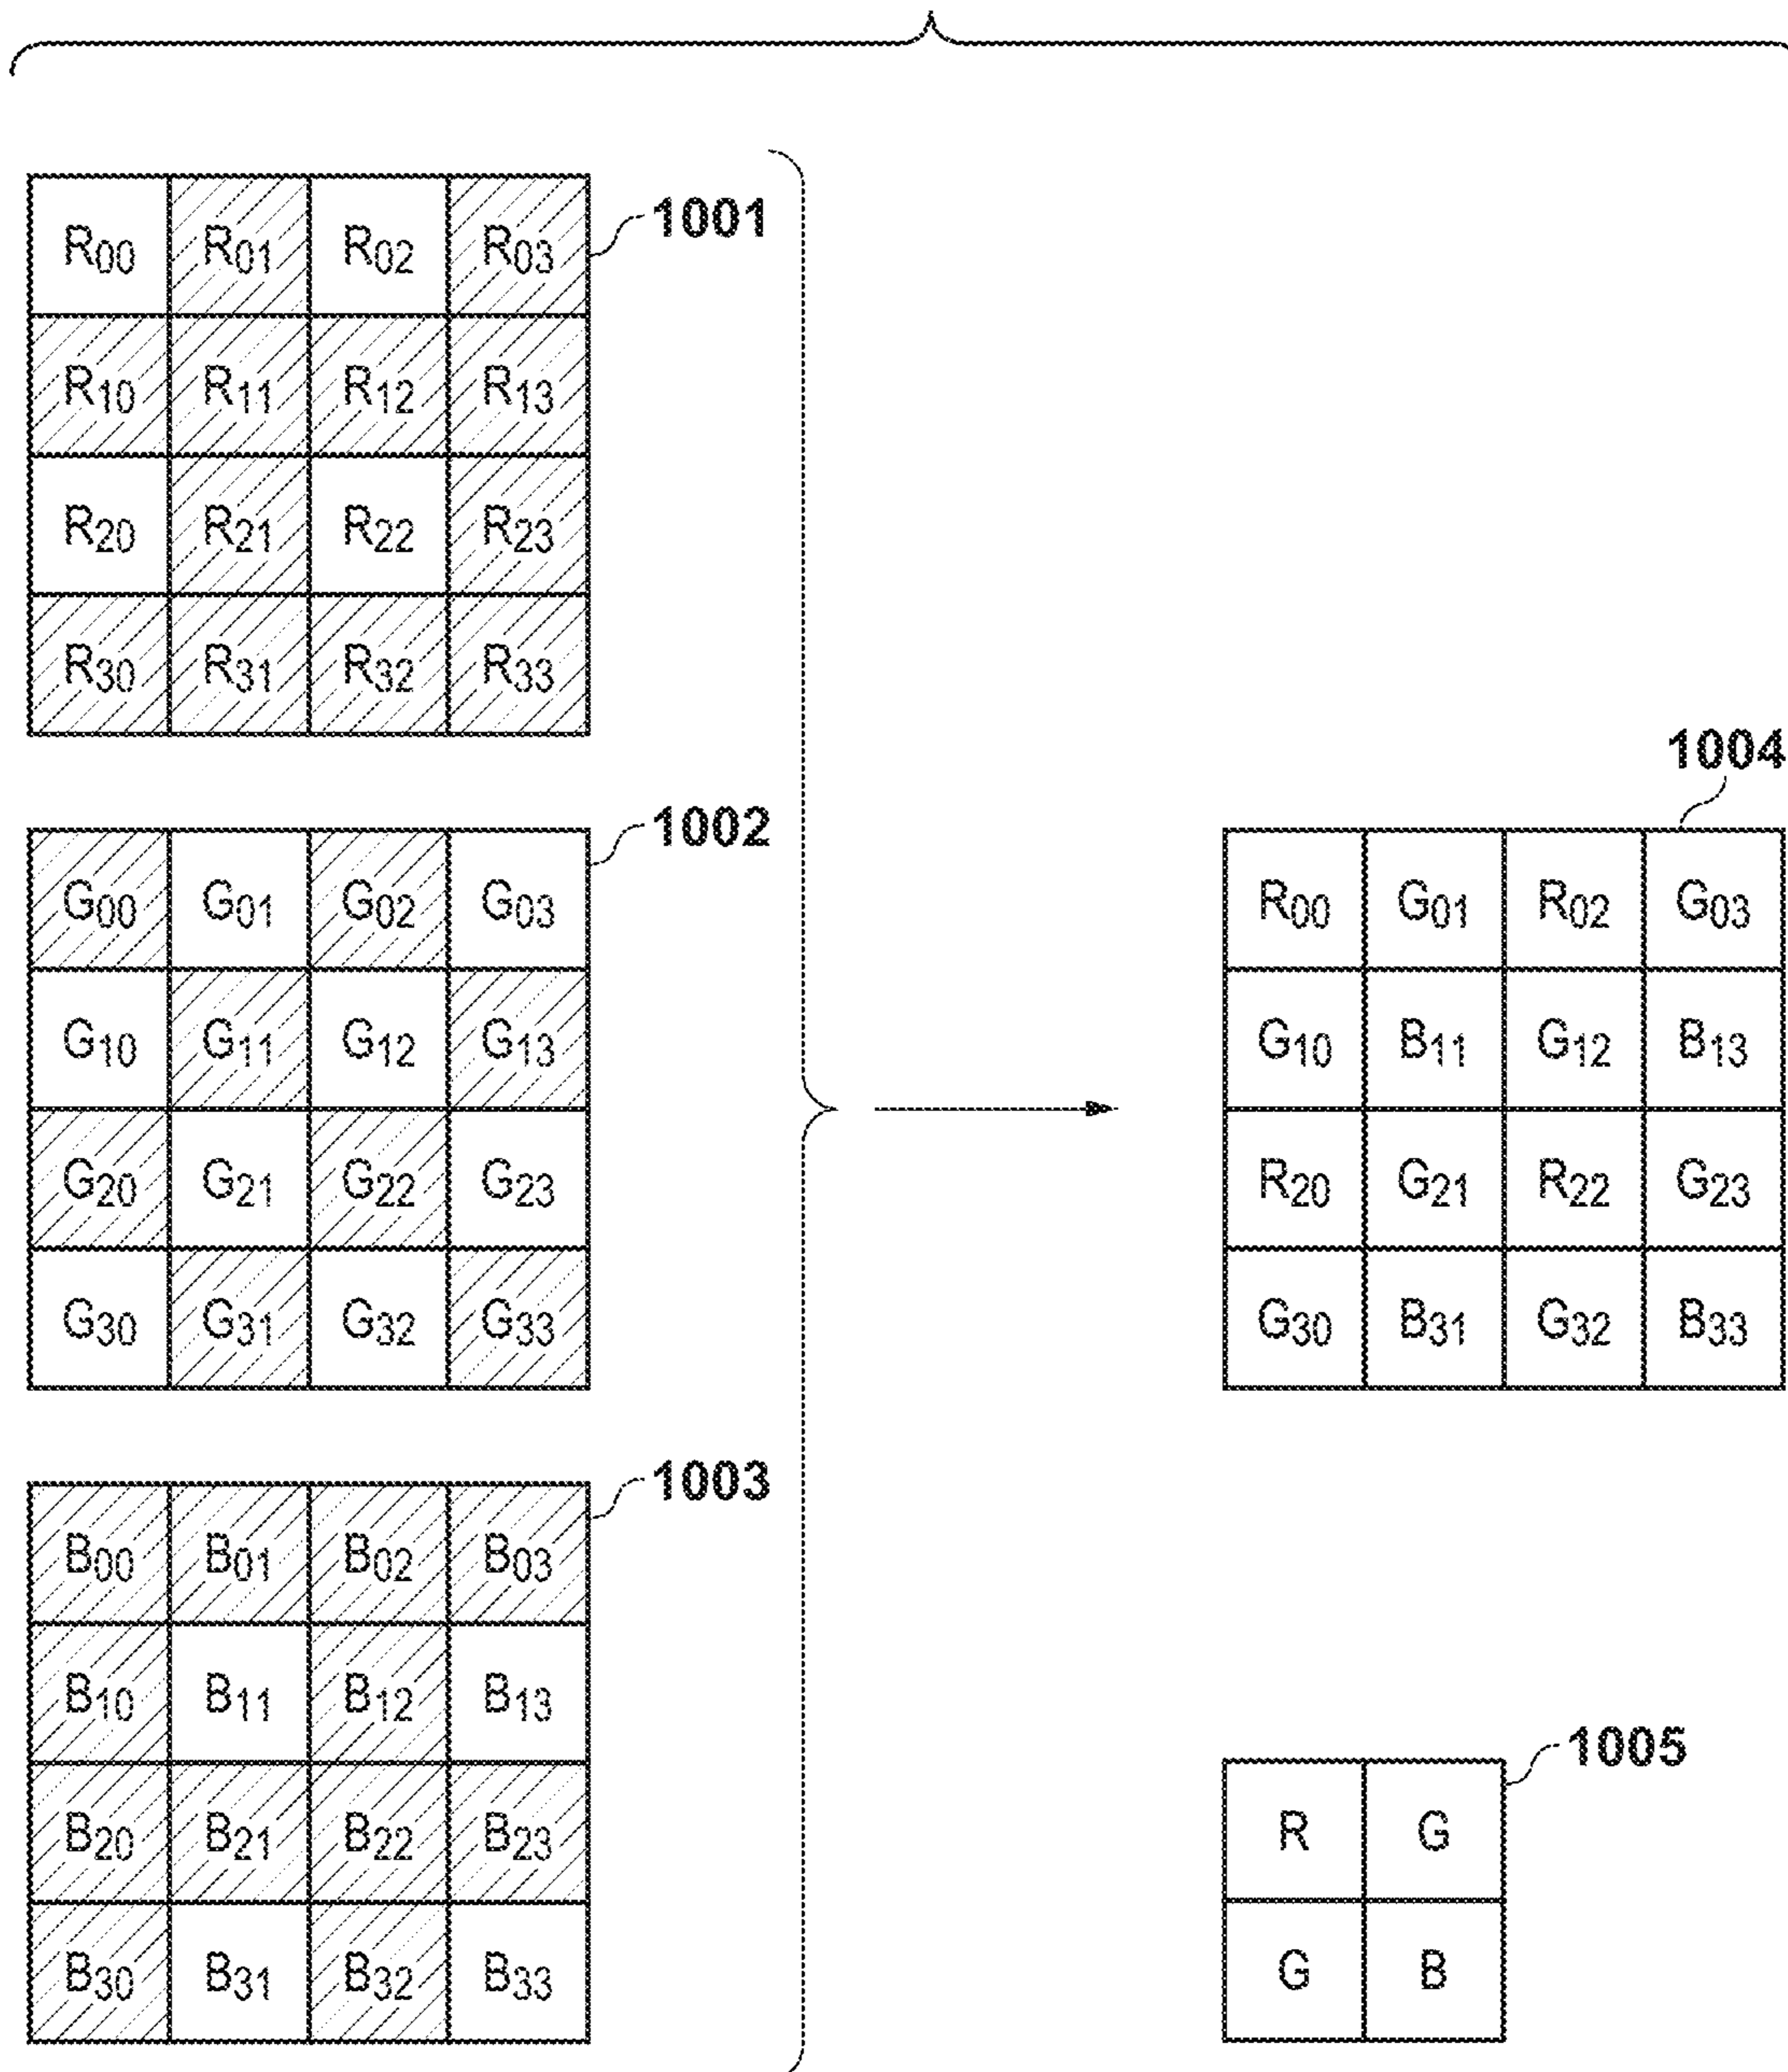 1001
R00 R01 R02 R03
R10 R11 R12 R13
R20 R21 R22 R23
R30 R31 R32 R33
1002
G00 G01 G02 G03
G10 G11 G12 G13
G20 G21 G22 G23
G30 G31 G32 G33
1003
B00 B01 B02 B03
B10 B11 B12 B13
B20 B21 B22 B23
B30 B31 B32 B33
1004
R00 G01 R02 G03
G10 B11 G12 B13
R20 G21 R22 G23
G30 B31 G32 B33
1005
R G
G B